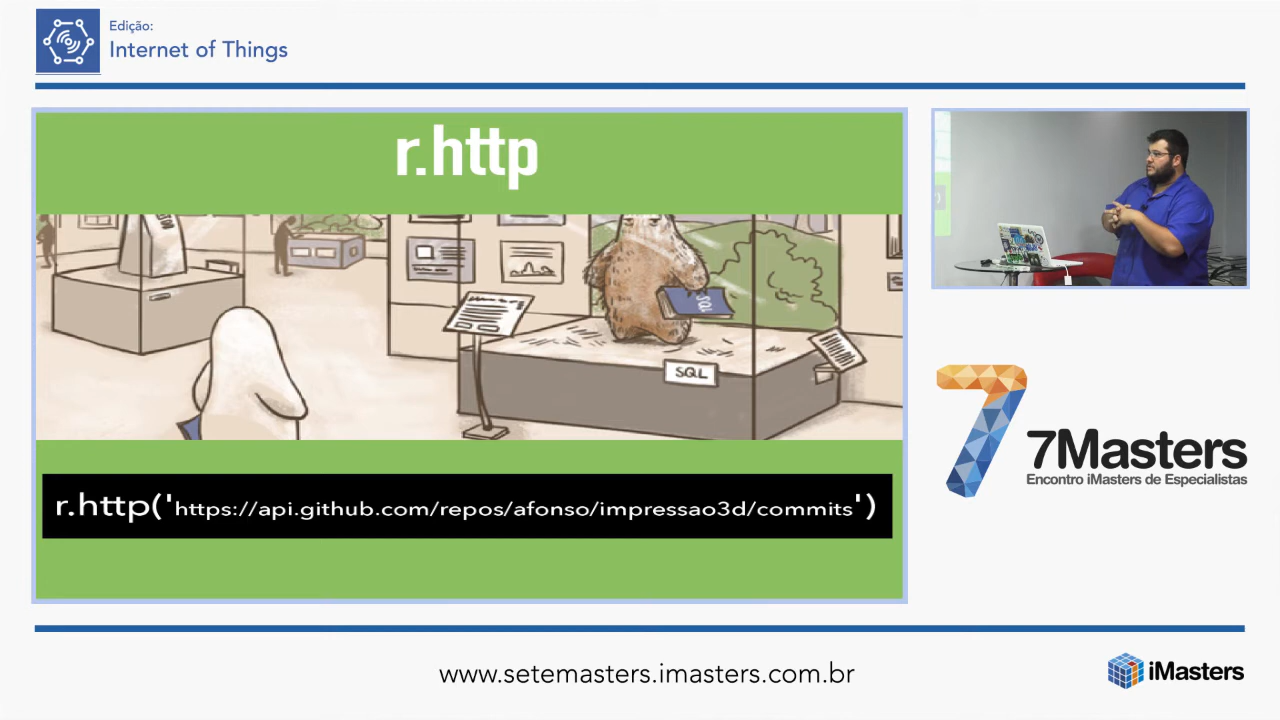 Edição:
Internet of Things
r.http
SQL
SQL
r.http('https://api.github.com/repos/afonso/impressao3d/commits')
7Masters
Encontro iMasters de Especialistas
www.setemasters.imasters.com.br
iMasters